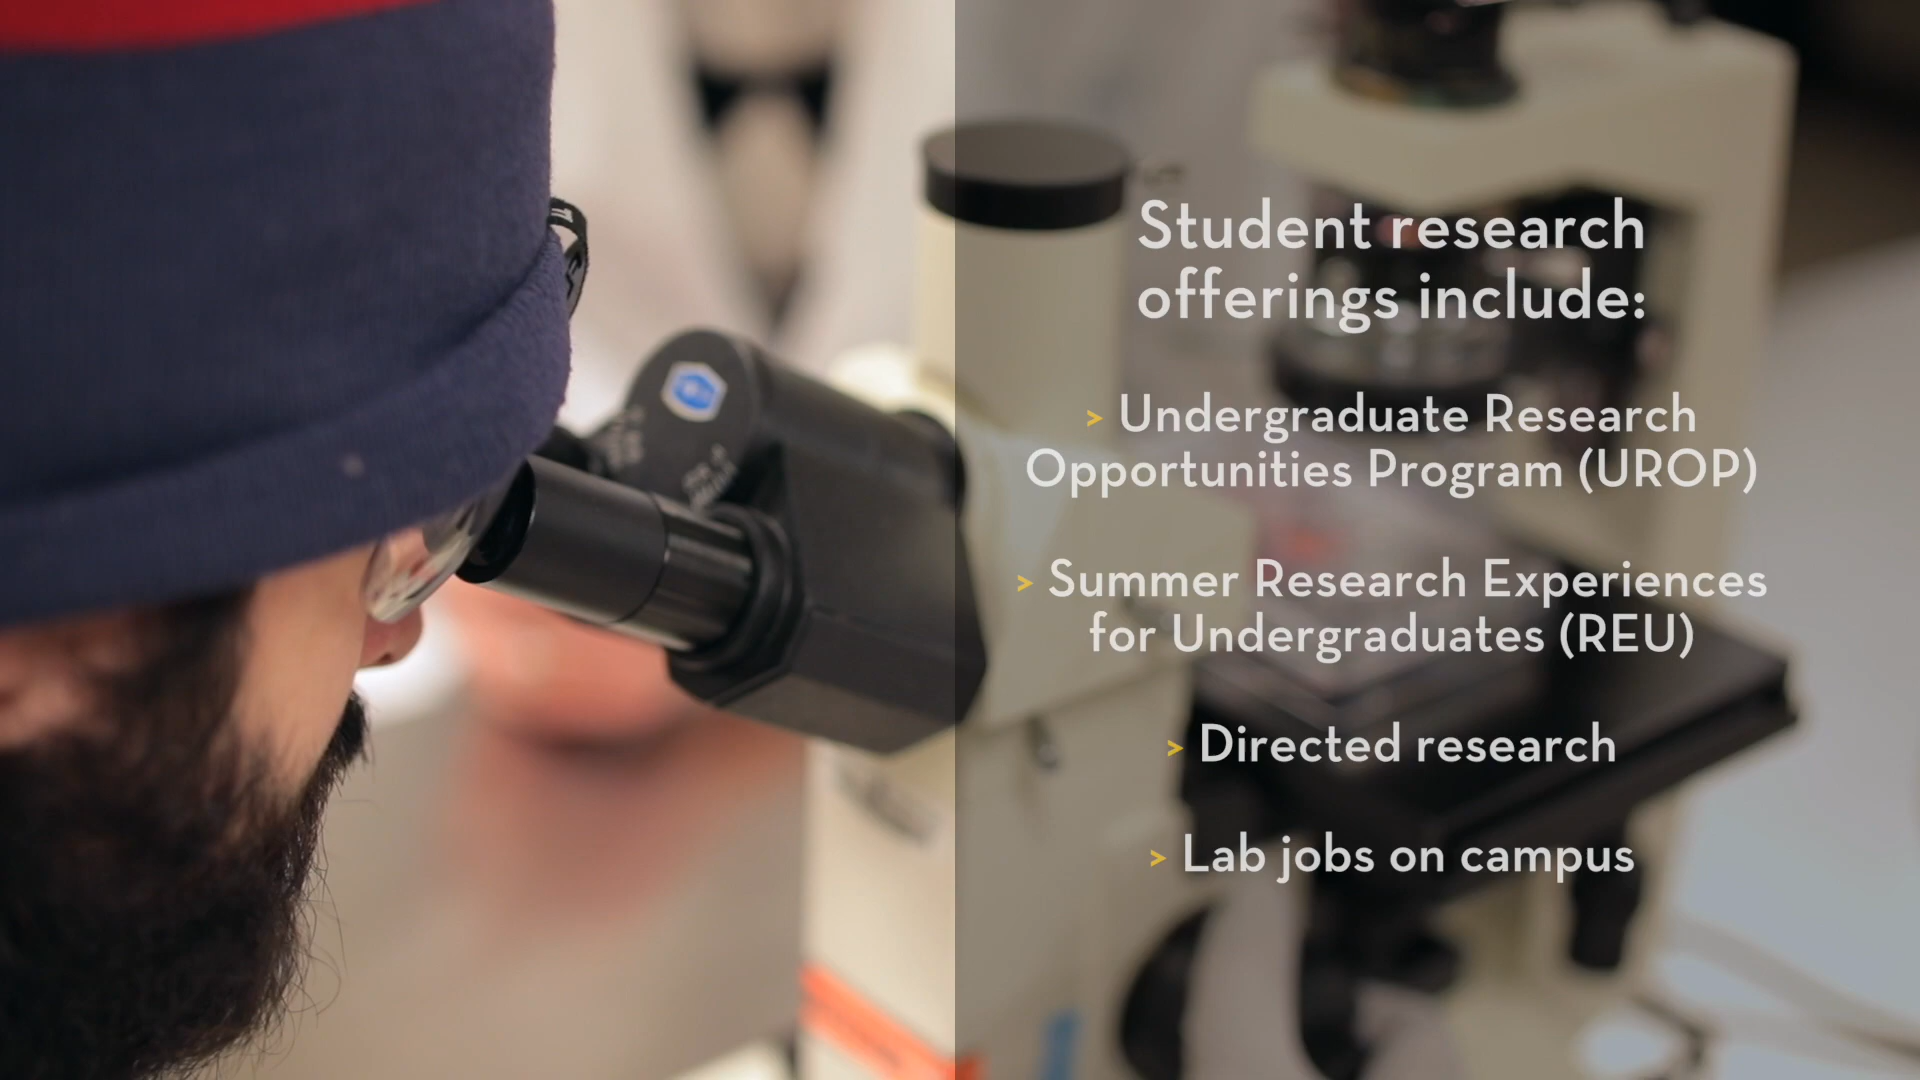 Student research
offerings include:
> Undergraduate Research
Opportunities Program (UROP)
> Summer Research Experiences
for Undergraduates (REU)
> Directed research
> Lab jobs on campus